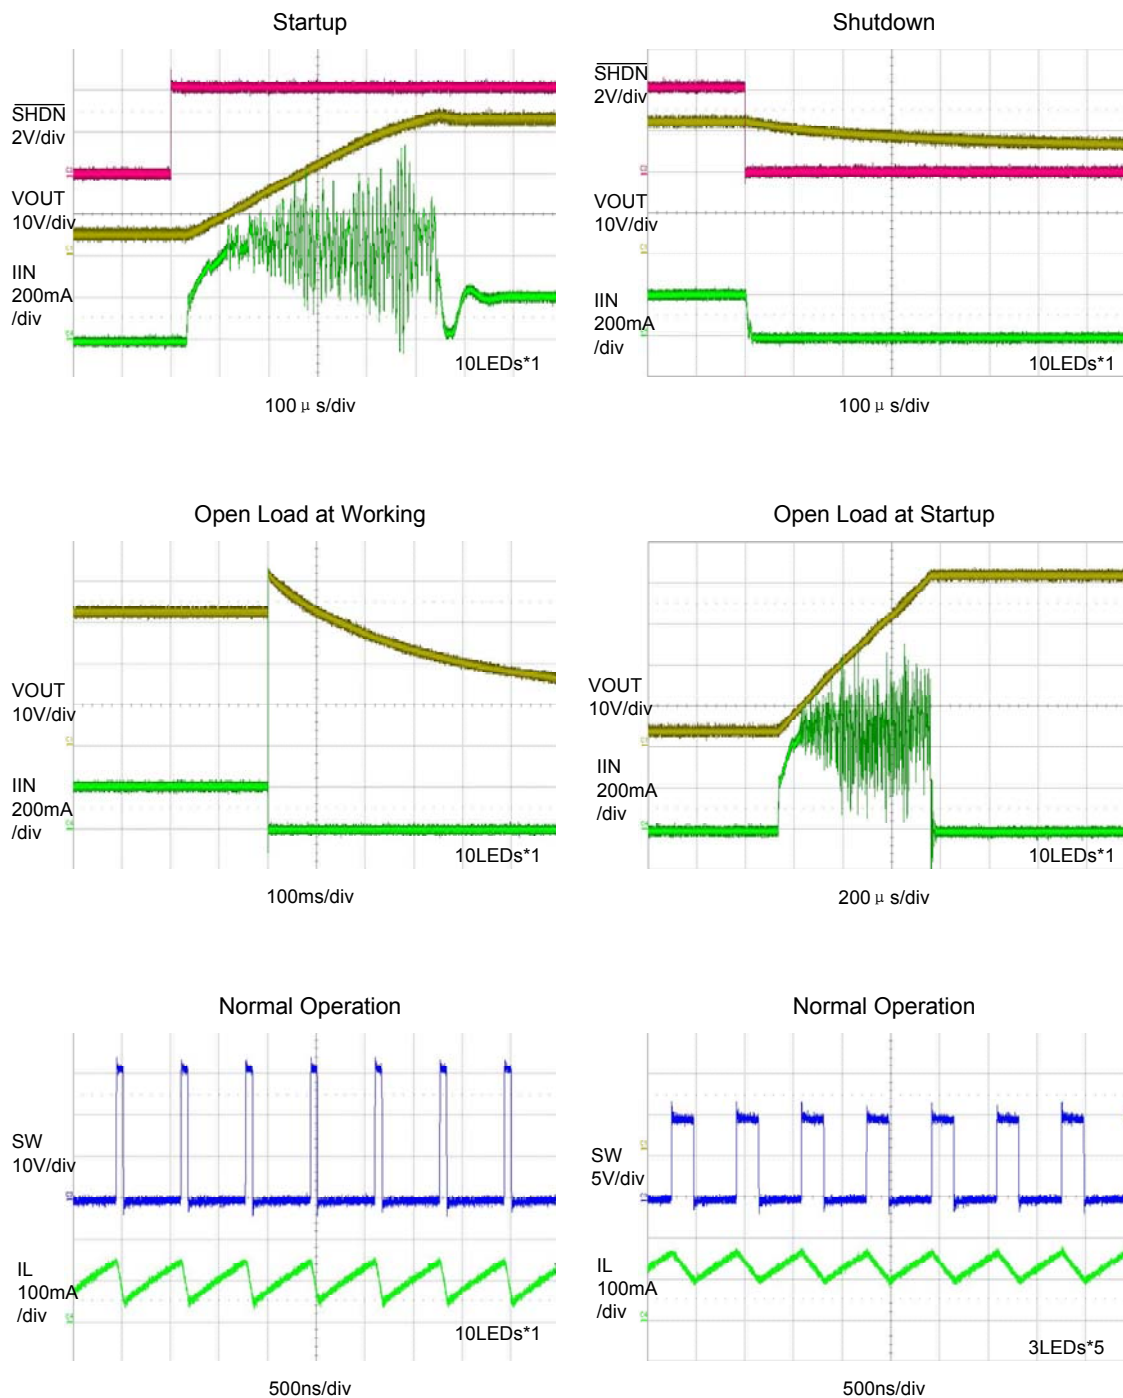 Startup
SHDN
2V/div
VOUT
10V/div
IIN
200mA
/div
10LEDs*1
100 μ s/div
Shutdown
SHDN
2V/div
VOUT
10V/div
IIN
200mA
/div
10LEDs*1
100 μ s/div
Open Load at Working
VOUT
10V/div
IIN
200mA
/div
10LEDs*1
100ms/div
Open Load at Startup
VOUT
10V/div
IIN
200mA
/div
10LEDs*1
200 μ s/div
Normal Operation
SW
10V/div
IL
100mA
/div
10LEDs*1
500ns/div
Normal Operation
SW
5V/div
IL
100mA
/div
3LEDs*5
500ns/div